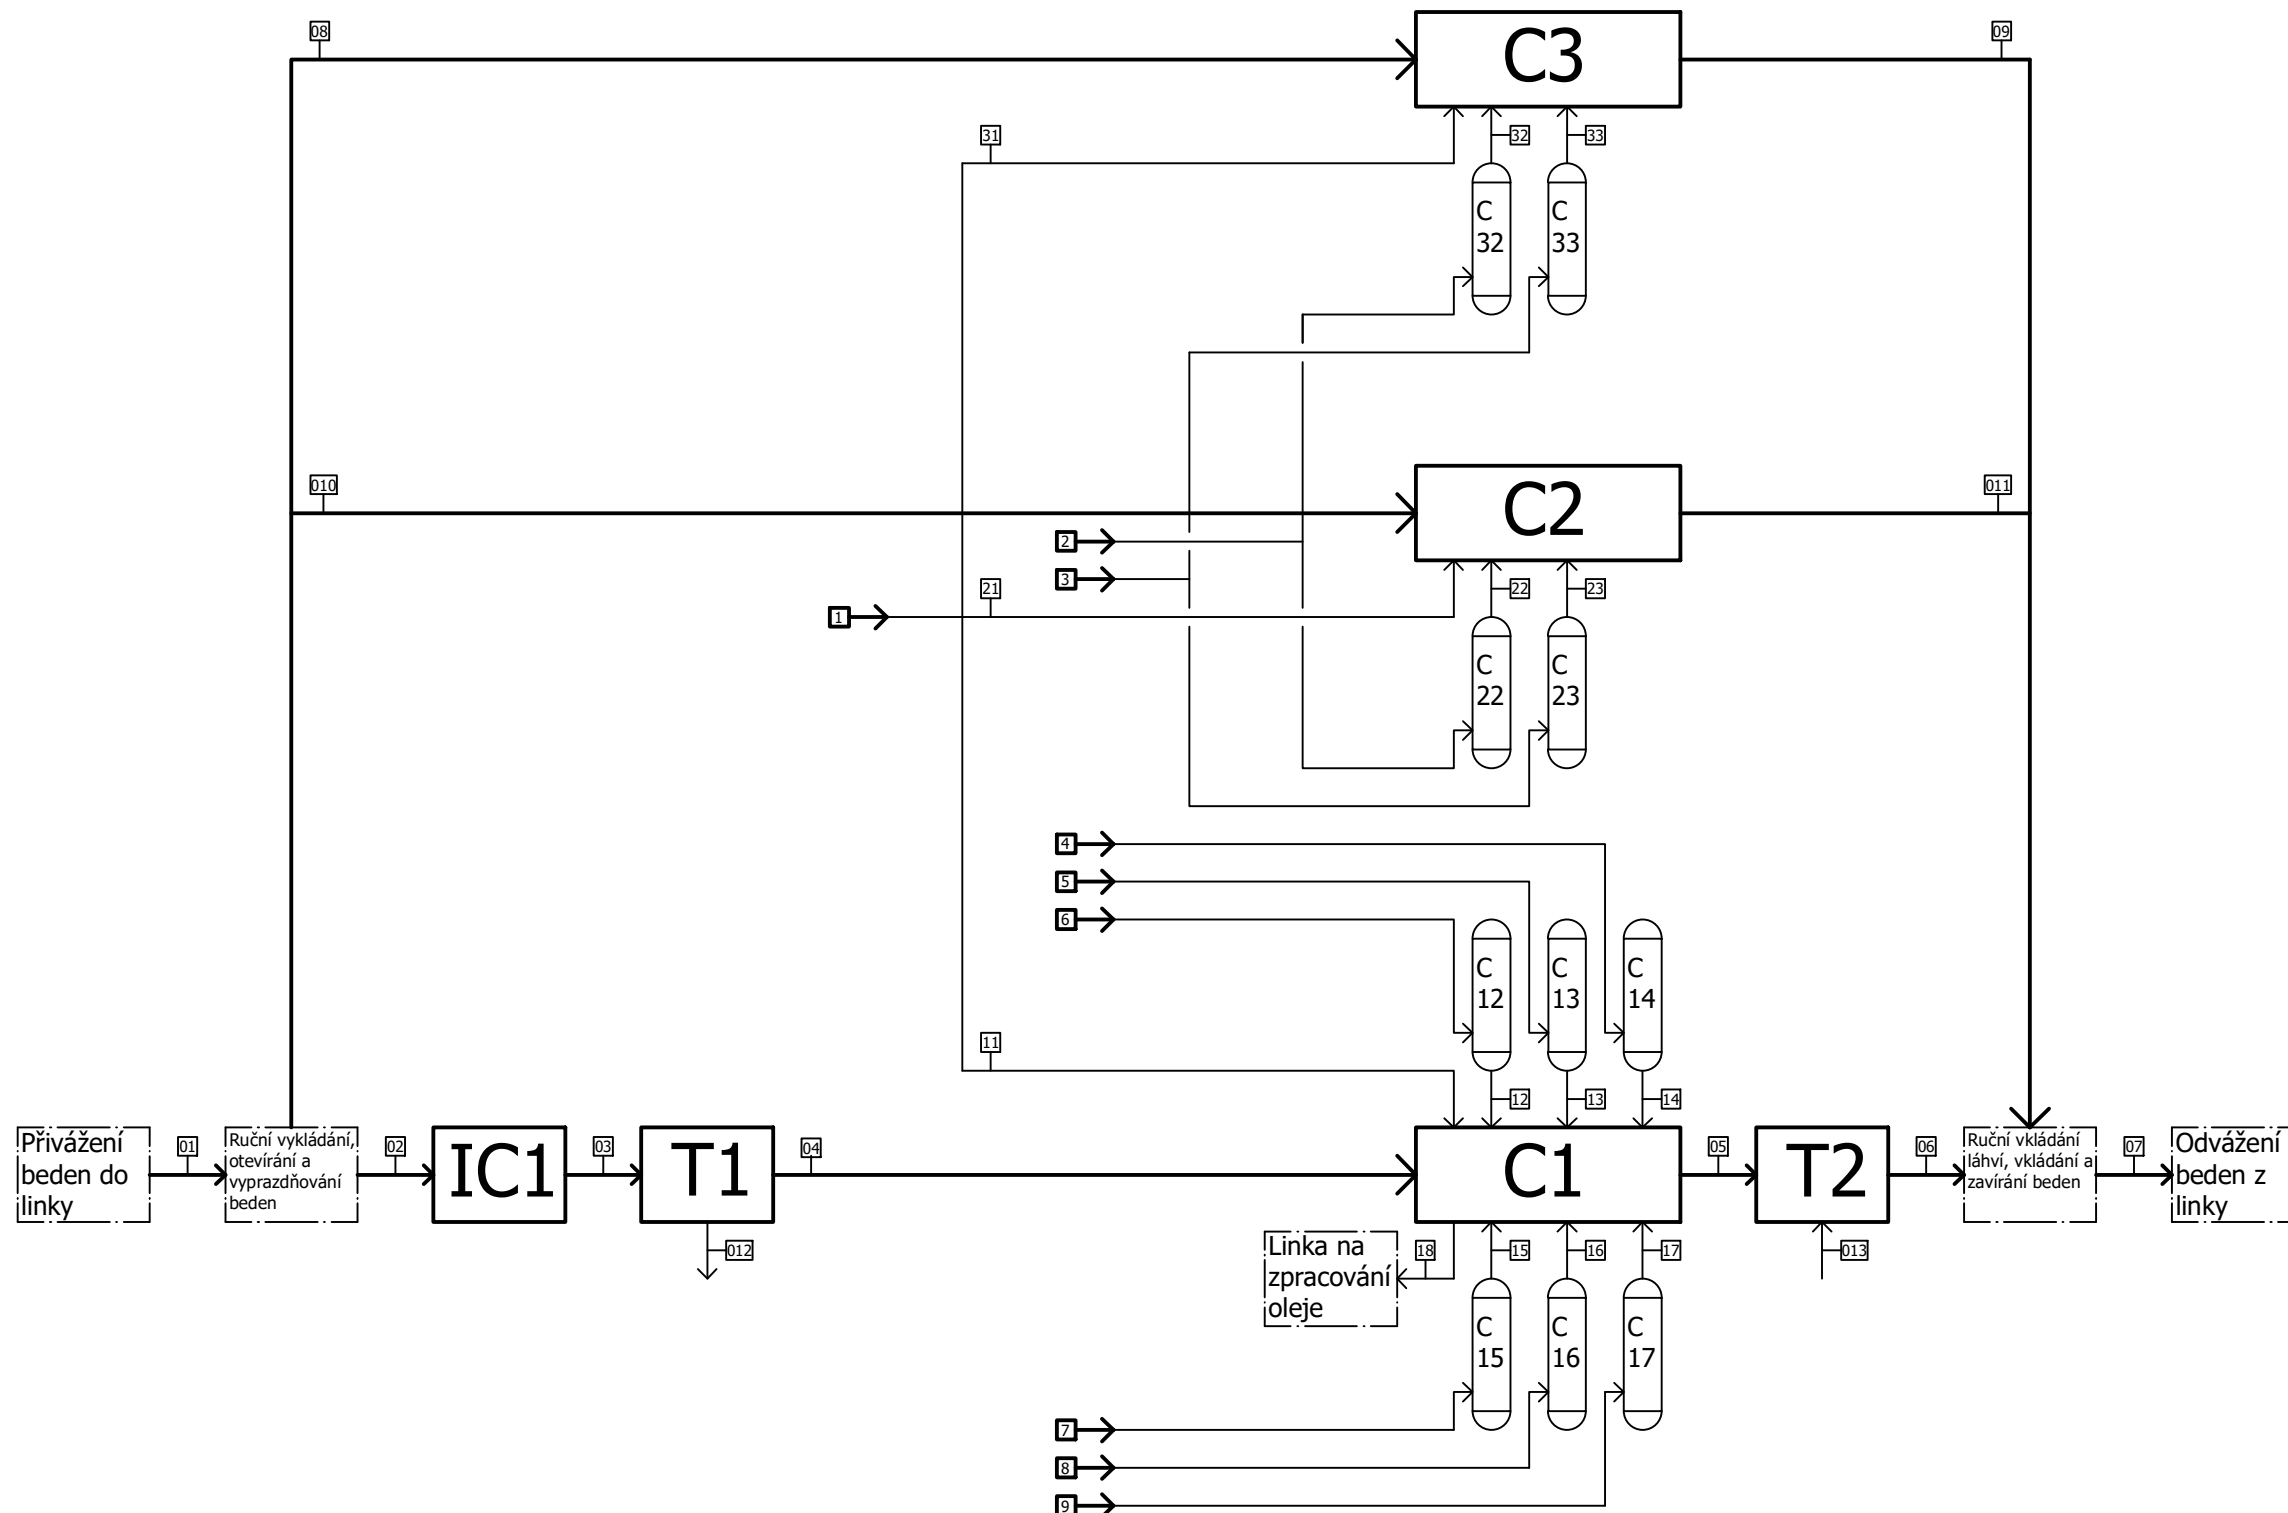 08
C3
09
31
32
33
C
32
C
33
010
C2
011
2
3
1
21
22
23
C
22
C
23
4
5
6
C
12
C
13
C
14
11
12
13
14
Přivážení
beden do
linky
01
Ruční vykládání,
otevírání a
vyprazdňování
beden
02
IC1
03
T1
04
C1
05
T2
06
Ruční vkládání
láhví, vkládání a
zavírání beden
07
Odvážení
beden z
linky
012
Linka na
zpracování
oleje
18
15
16
17
013
C
15
C
16
C
17
7
8
9